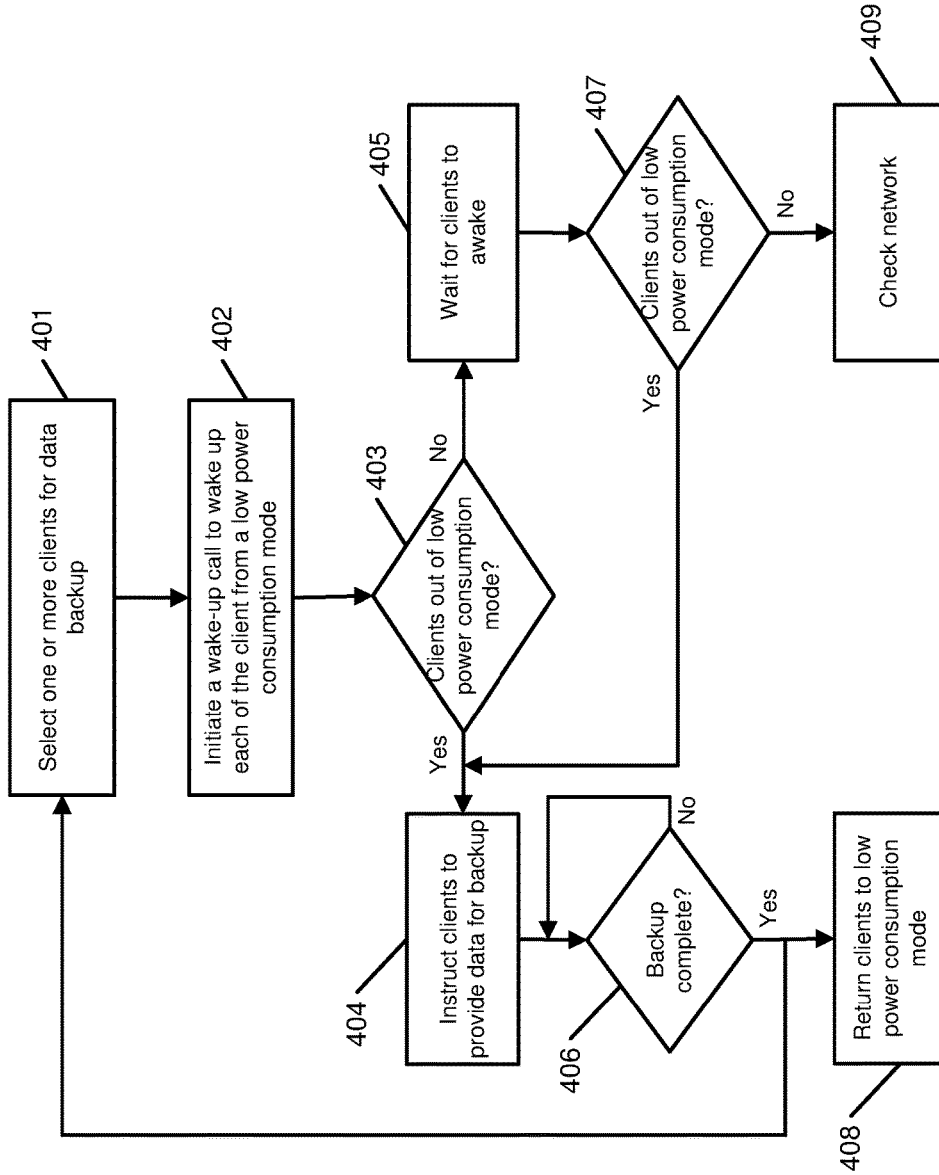 401
Select one or more clients for data
backup
402
Initiate a wake-up call to wake up
each of the client from a low power
consumption mode
403
Clients out of low
power consumption
mode?
Yes
No
404
Instruct clients to
provide data for backup
405
Wait for clients to
awake
406
Backup
complete?
No
Yes
407
Clients out of low
power consumption
mode?
Yes
No
408
Return clients to low
power consumption
mode
409
Check network